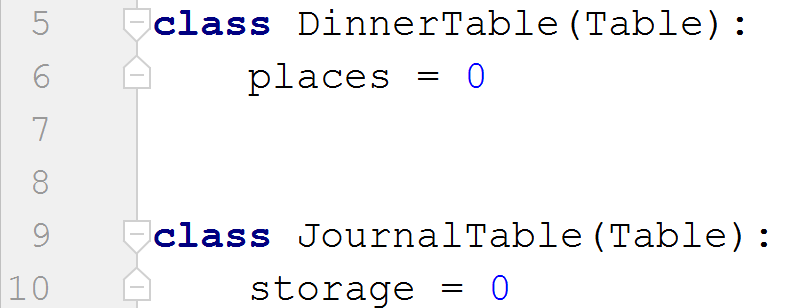 5 class DinnerTable(Table):
6     places = 0
7
8
9 class JournalTable(Table):
10     storage = 0